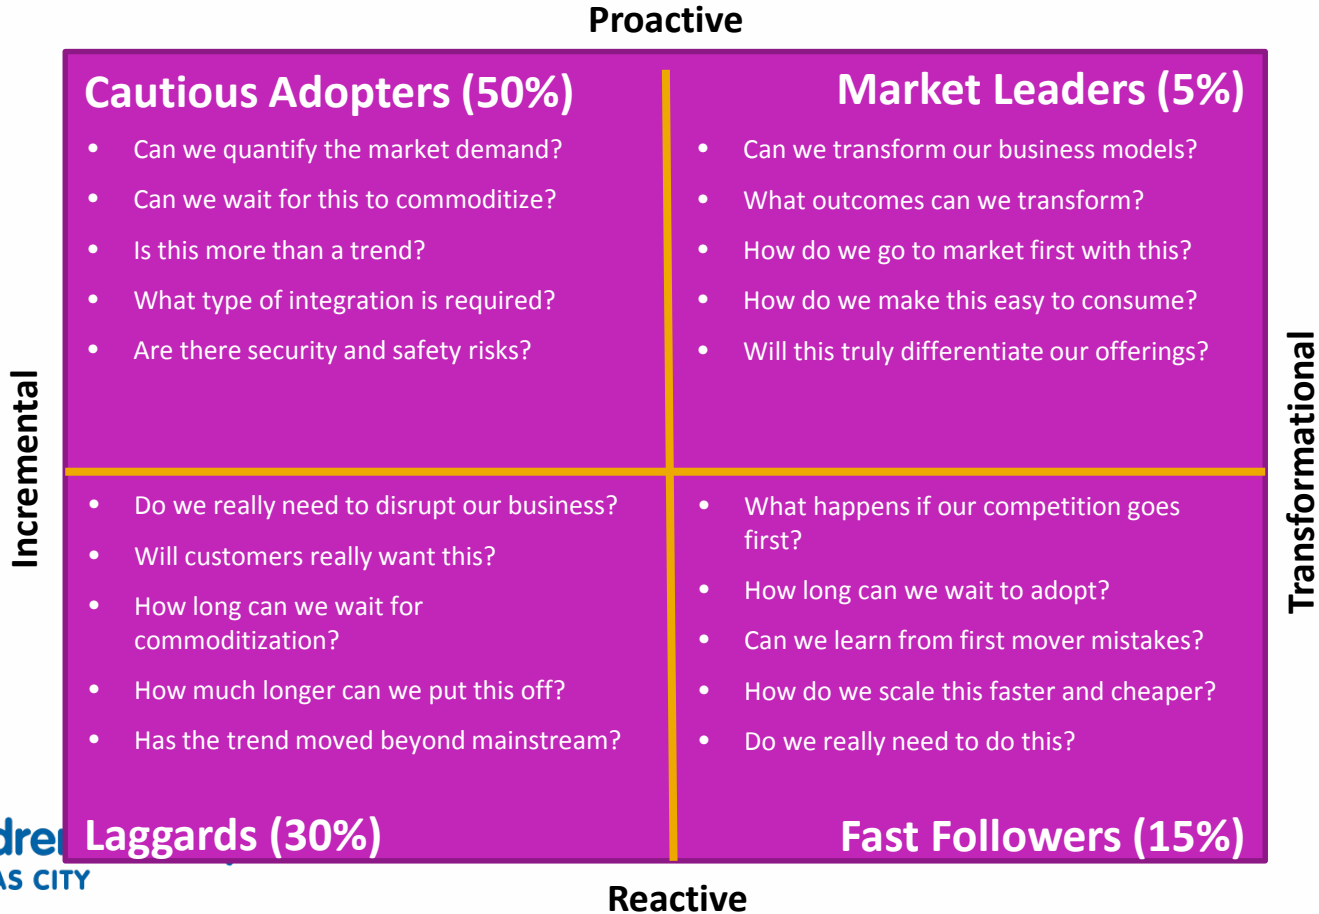 Proactive
Cautious Adopters (50%)
• Can we quantify the market demand?
• Can we wait for this to commoditize?
• Is this more than a trend?
• What type of integration is required?
• Are there security and safety risks?
Market Leaders (5%)
• Can we transform our business models?
• What outcomes can we transform?
• How do we go to market first with this?
• How do we make this easy to consume?
• Will this truly differentiate our offerings?
Incremental
Transformational
• Do we really need to disrupt our business?
• Will customers really want this?
• How long can we wait for
commoditization?
• How much longer can we put this off?
• Has the trend moved beyond mainstream?
Laggards (30%)
• What happens if our competition goes
first?
• How long can we wait to adopt?
• Can we learn from first mover mistakes?
• How do we scale this faster and cheaper?
• Do we really need to do this?
Fast Followers (15%)
CITY
Reactive